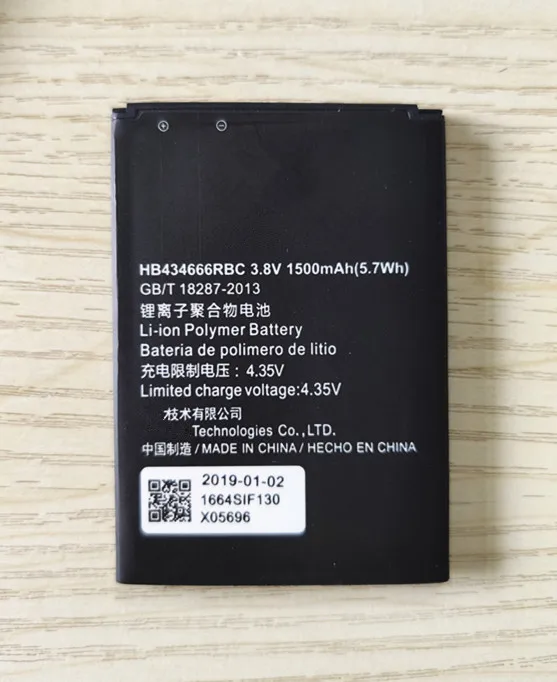 HB434666RBC 3.8V 1500mAh(5.7Wh)
GB/T 18287-2013
锂离子聚合物电池
Li-ion Polymer Battery
Bateria de polimero de litio
充电限制电压：4.35V
Limited charge voltage:4.35V
技术有限公司
Technologies Co.,LTD.
中国制造/MADE IN CHINA/HECHO EN CHINA
2019-01-02
1664SIF130
X05696